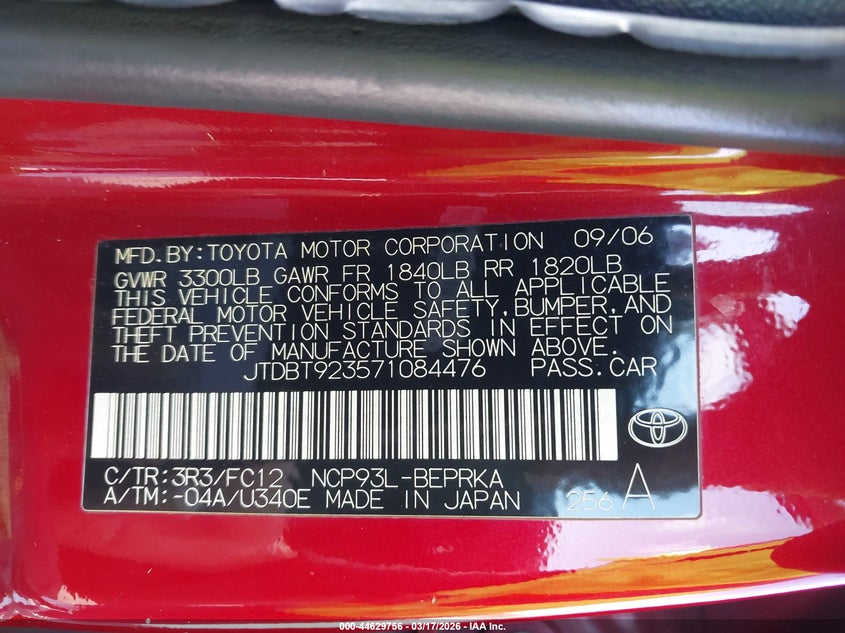 MFD.BY:TOYOTA MOTOR CORPORATION 09/06
GVWR 3300LB GAWR FR 1840LB RR 1820LB
THIS VEHICLE CONFORMS TO ALL APPLICABLE
FEDERAL MOTOR VEHICLE SAFETY,BUMPER,AND
THEFT PREVENTION STANDARDS IN EFFECT ON
THE DATE OF MANUFACTURE SHOWN ABOVE.
JTDBT923571084476 PASS.CAR
C/TR:3R3/FC12 NCP93L-BEPRKA
A/TM:-04A/U340E MADE IN JAPAN 256 A
000-44629756 - 03/17/2026 - IAA Inc.